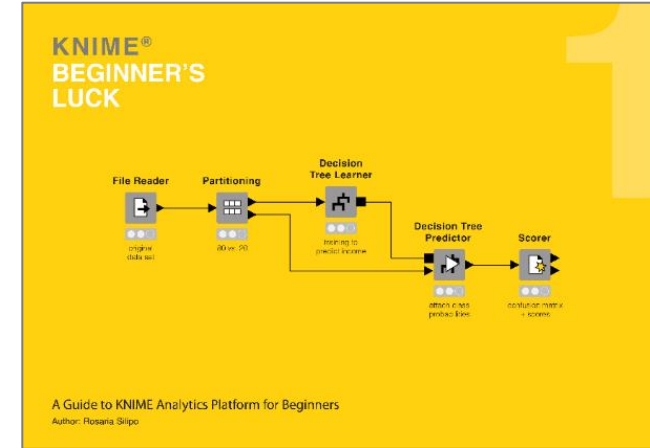 KNIME®
BEGINNER'S
LUCK
1
Decision
Tree Learner
File Reader
Partitioning
Decision Tree
Predictor
Scorer
original
data set
80 vs. 20
training to
predict income
attach class
probabilities
confusion matrix
+ scores
A Guide to KNIME Analytics Platform for Beginners
Author: Rosaria Silipo